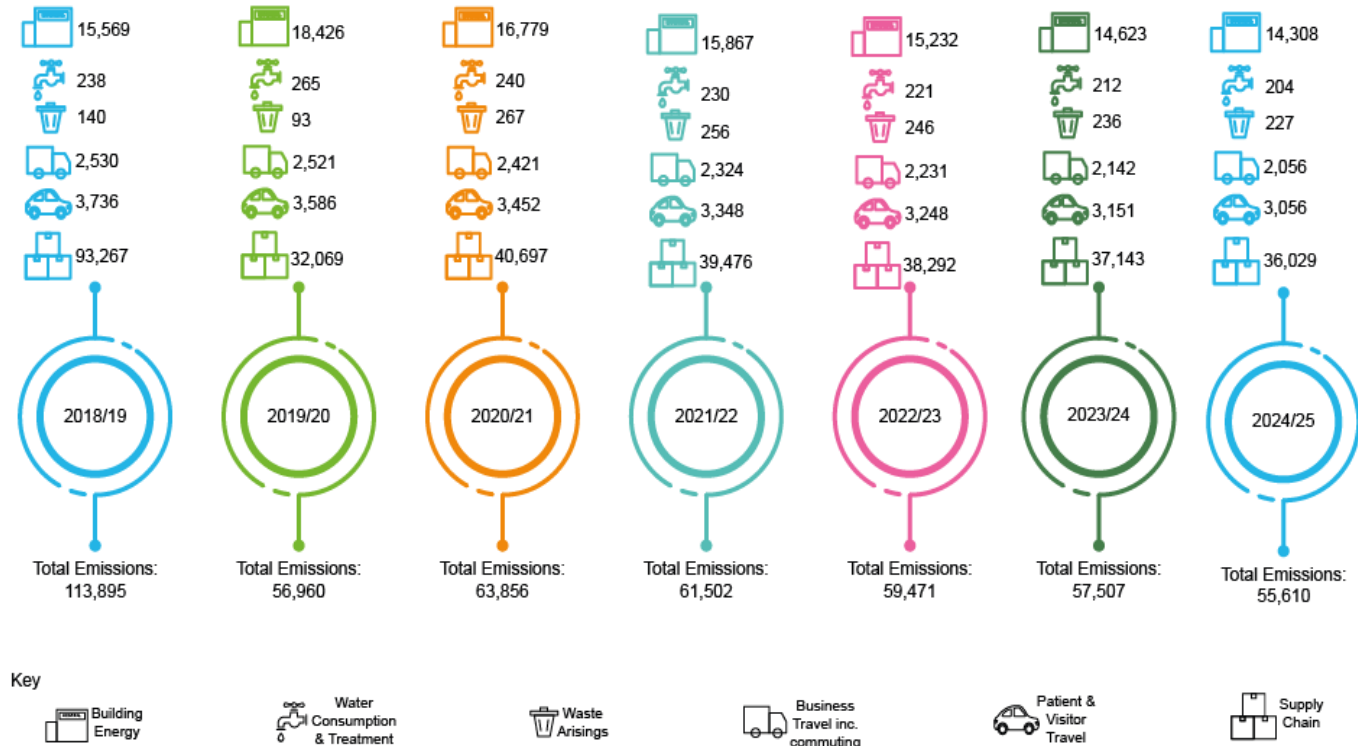 15,569
238
140
2,530
3,736
93,267
2018/19
Total Emissions:
113,895
18,426
265
93
2,521
3,586
32,069
2019/20
Total Emissions:
56,960
16,779
240
267
2,421
3,452
40,697
2020/21
Total Emissions:
63,856
15,867
230
256
2,324
3,348
39,476
2021/22
Total Emissions:
61,502
15,232
221
246
2,231
3,248
38,292
2022/23
Total Emissions:
59,471
14,623
212
236
2,142
3,151
37,143
2023/24
Total Emissions:
57,507
14,308
204
227
2,056
3,056
36,029
2024/25
Total Emissions:
55,610
Key
Building
Energy
Water
Consumption
& Treatment
Waste
Arisings
Business
Travel inc.
commuting
Patient &
Visitor
Travel
Supply
Chain